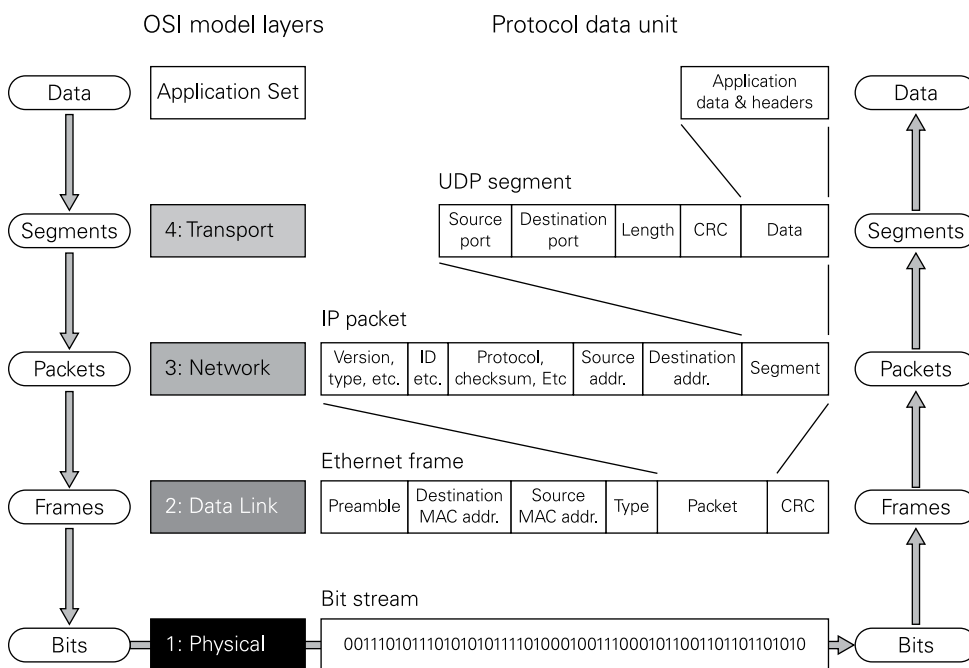 OSI model layers
Protocol data unit
Data
Application Set
Application
data & headers
Data
UDP segment
Segments
4: Transport
Source
port
Destination
port
Length
CRC
Data
Segments
IP packet
Packets
3: Network
Version,
type, etc.
ID
etc.
Protocol,
checksum, Etc
Source
addr.
Destination
addr.
Segment
Packets
Ethernet frame
Frames
2: Data Link
Preamble
Destination
MAC addr.
Source
MAC addr.
Type
Packet
CRC
Frames
Bit stream
Bits
1: Physical
0011101011101010101111010001001110001011001101101101010
Bits